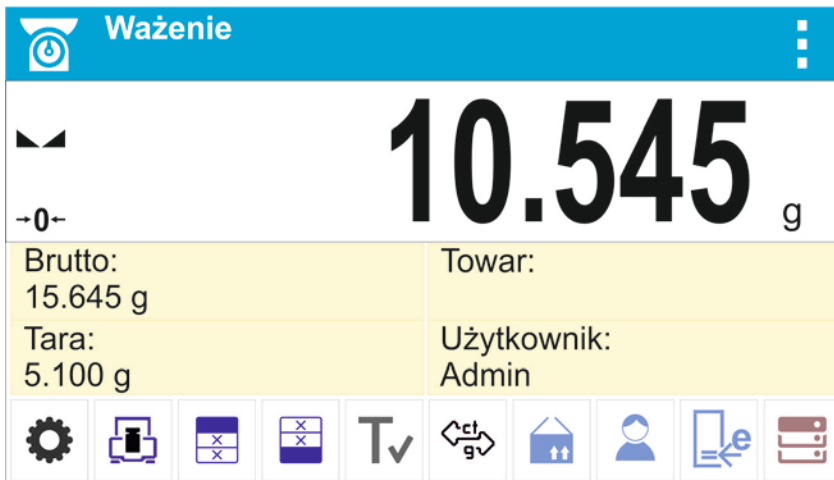 Ważenie
10.545 g
→0←
Brutto:
15.645 g
Towar:
Tara:
5.100 g
Użytkownik:
Admin
T
ct
g
e